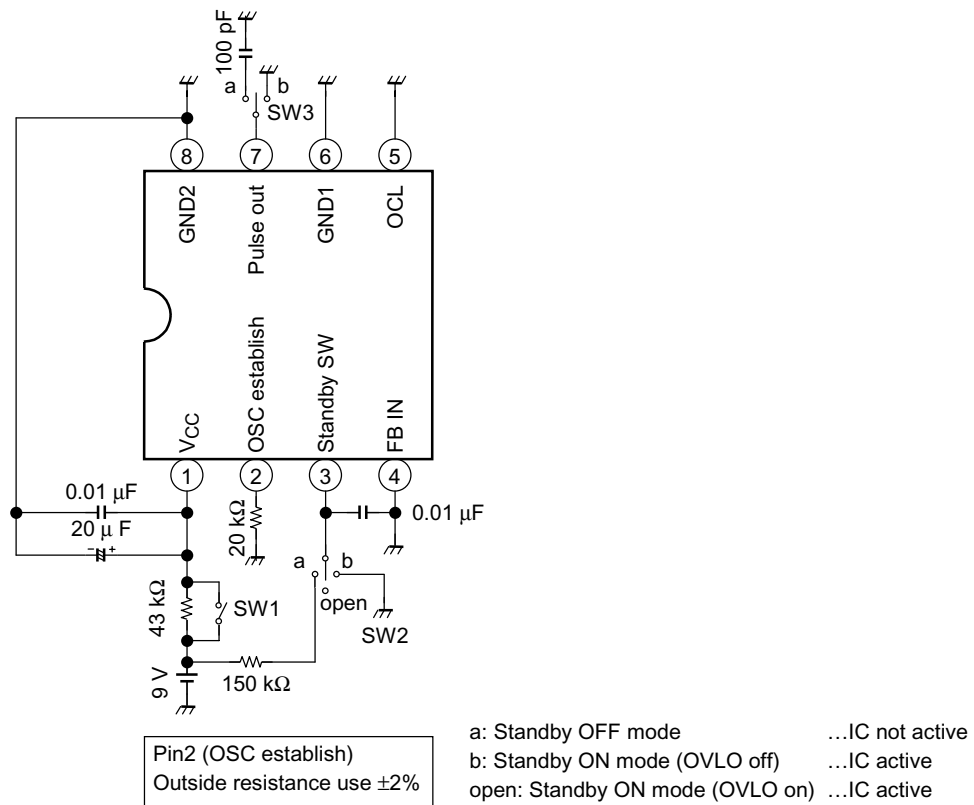 100 pF
a
b
SW3
8
7
6
5
GND2
Pulse out
GND1
OCL
VCC
OSC establish
Standby SW
FB IN
1
2
3
4
0.01 μF
20 μ F
- +
20 kΩ
0.01 μF
a
b
open
SW2
43 kΩ
SW1
9 V
150 kΩ
Pin2 (OSC establish)
Outside resistance use ±2%
a: Standby OFF mode …IC not active
b: Standby ON mode (OVLO off) …IC active
open: Standby ON mode (OVLO on) …IC active